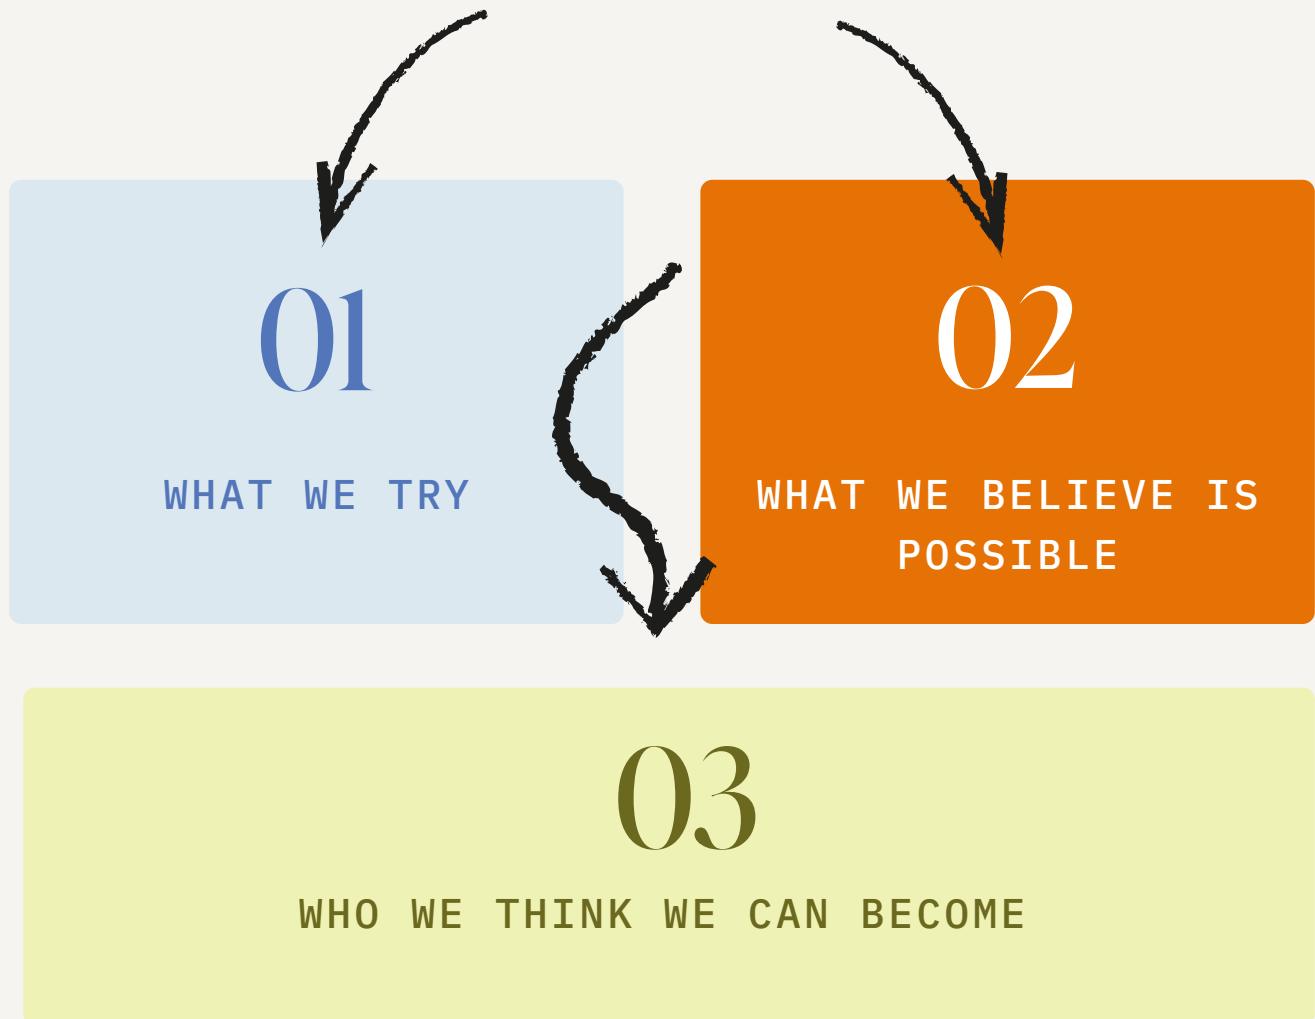 01
WHAT WE TRY
02
WHAT WE BELIEVE IS
POSSIBLE
03
WHO WE THINK WE CAN BECOME